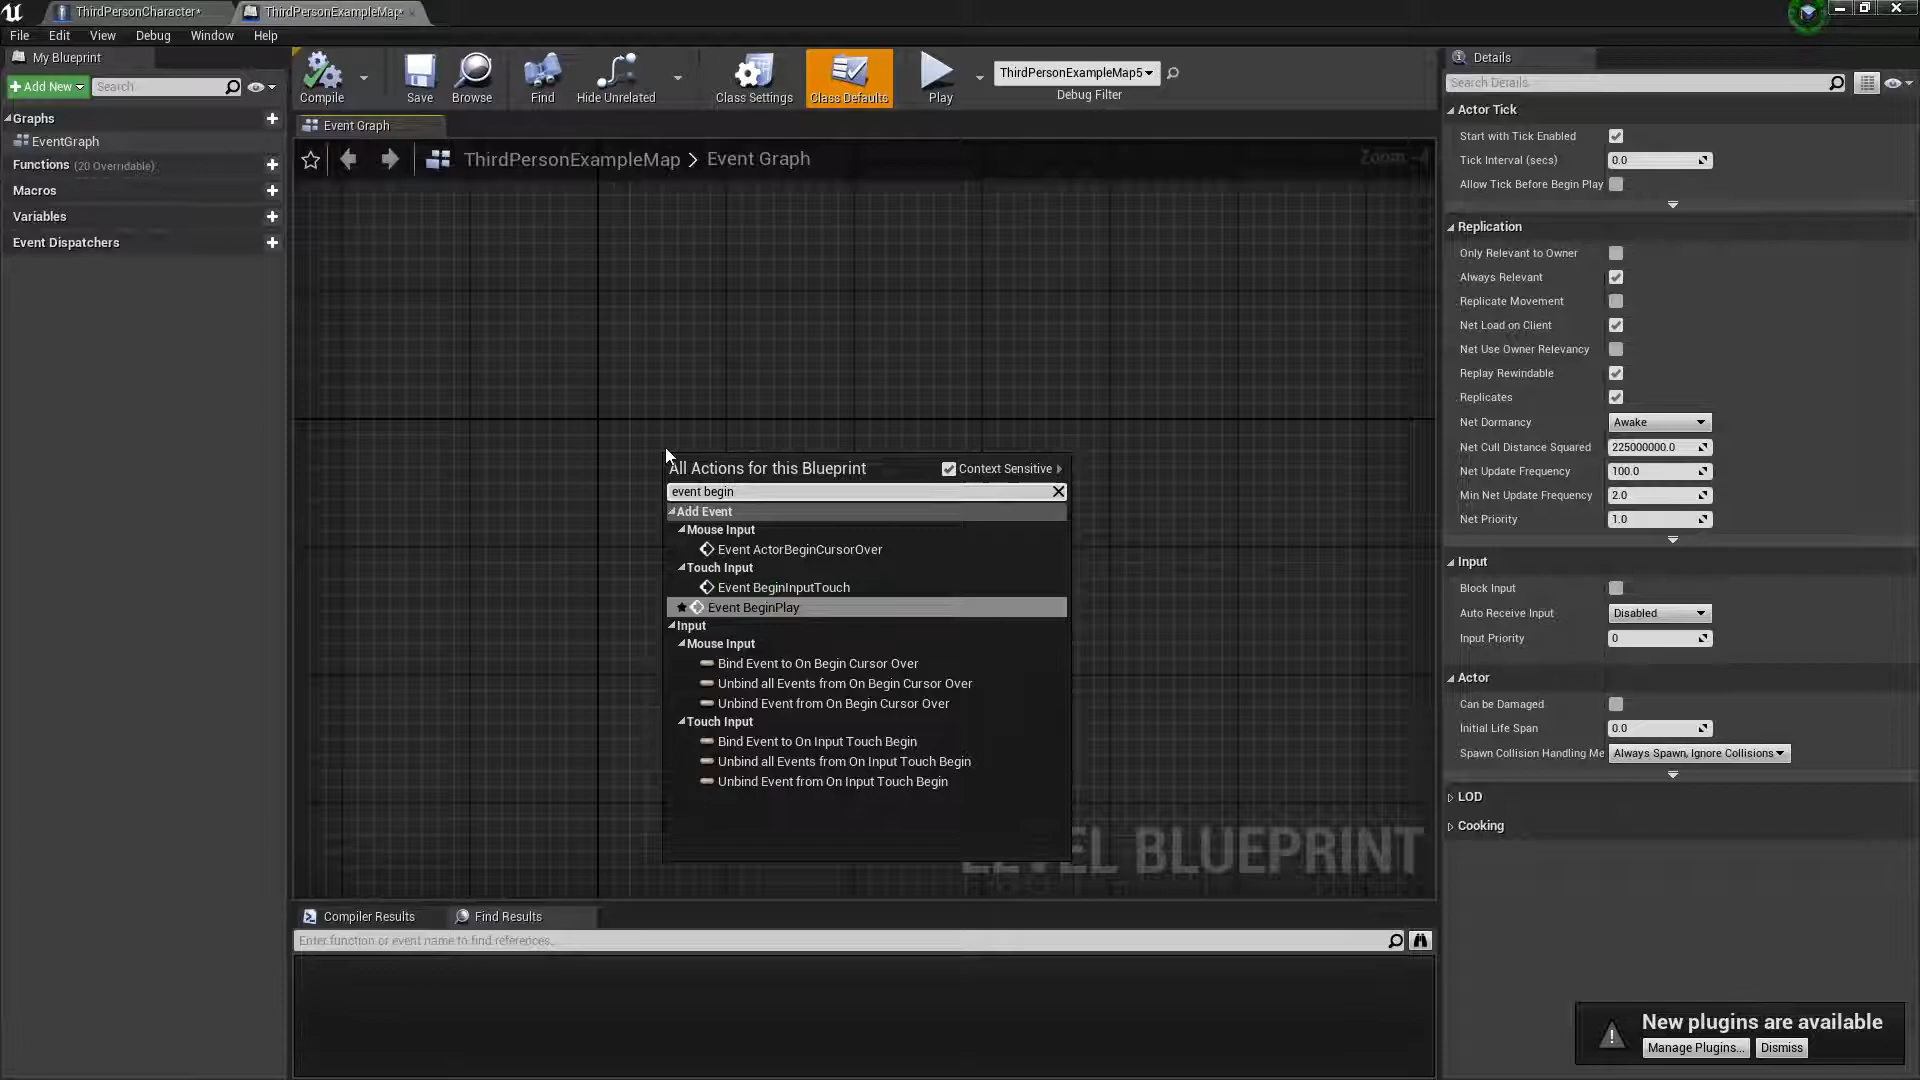 ThirdPersonCharacter*
ThirdPersonExampleMap*
File Edit View Debug Window Help
My Blueprint
Add New
Search
Graphs
EventGraph
Functions (20 Overridable)
Macros
Variables
Event Dispatchers
Compile
Save
Browse
Find
Hide Unrelated
Class Settings
Class Defaults
Play
ThirdPersonExampleMap5
Debug Filter
Event Graph
ThirdPersonExampleMap > Event Graph
Zoom -4
All Actions for this Blueprint
Context Sensitive
event begin
Add Event
Mouse Input
Event ActorBeginCursorOver
Touch Input
Event BeginInputTouch
Event BeginPlay
Input
Mouse Input
Bind Event to On Begin Cursor Over
Unbind all Events from On Begin Cursor Over
Unbind Event from On Begin Cursor Over
Touch Input
Bind Event to On Input Touch Begin
Unbind all Events from On Input Touch Begin
Unbind Event from On Input Touch Begin
LEVEL BLUEPRINT
Compiler Results
Find Results
Enter function or event name to find references...
Details
Search Details
Actor Tick
Start with Tick Enabled
Tick Interval (secs) 0.0
Allow Tick Before Begin Play
Replication
Only Relevant to Owner
Always Relevant
Replicate Movement
Net Load on Client
Net Use Owner Relevancy
Replay Rewindable
Replicates
Net Dormancy Awake
Net Cull Distance Squared 225000000.0
Net Update Frequency 100.0
Min Net Update Frequency 2.0
Net Priority 1.0
Input
Block Input
Auto Receive Input Disabled
Input Priority 0
Actor
Can be Damaged
Initial Life Span 0.0
Spawn Collision Handling Me Always Spawn, Ignore Collisions
LOD
Cooking
New plugins are available
Manage Plugins... Dismiss